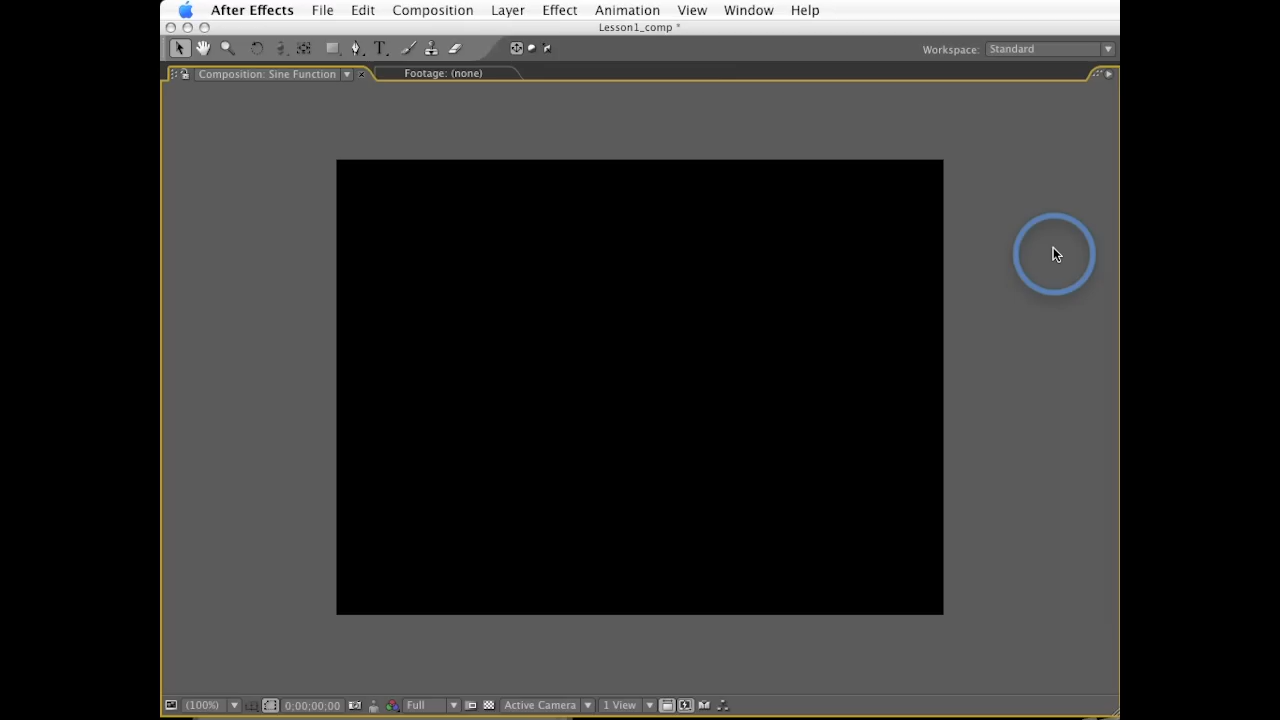 After Effects File Edit Composition Layer Effect Animation View Window Help
Lesson1_comp *
T Workspace: Standard
Composition: Sine Function × Footage: (none)
(100%) 0;00;00;00 Full Active Camera 1 View